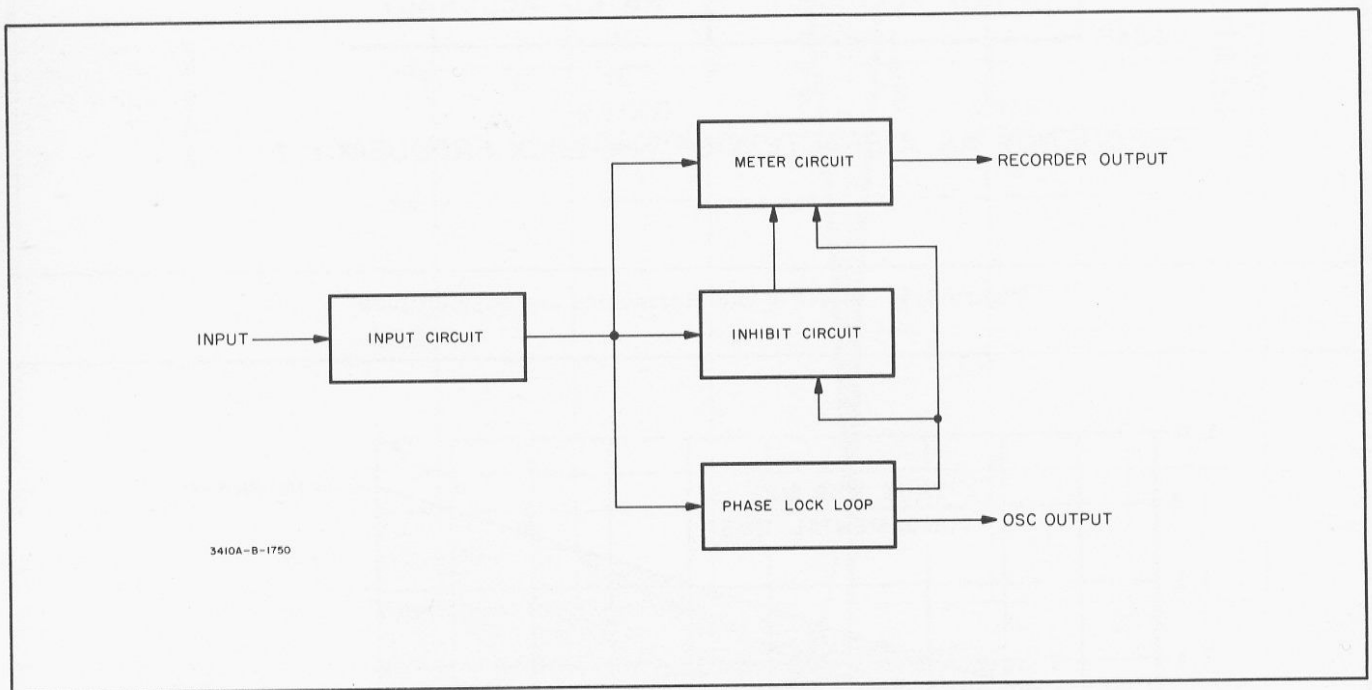 METER CIRCUIT
RECORDER OUTPUT
INPUT
INPUT CIRCUIT
INHIBIT CIRCUIT
PHASE LOCK LOOP
OSC OUTPUT
3410A-B-1750